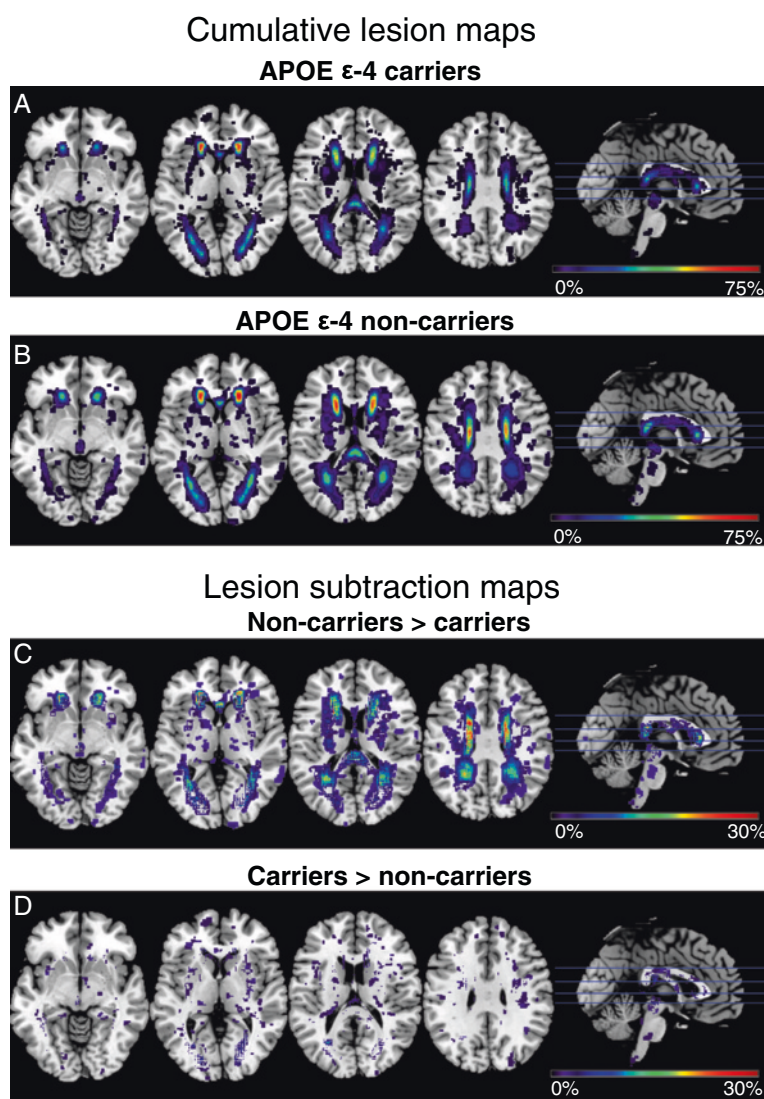 Cumulative lesion maps
APOE ε-4 carriers
A
0% 75%
APOE ε-4 non-carriers
B
0% 75%
Lesion subtraction maps
Non-carriers > carriers
C
0% 30%
Carriers > non-carriers
D
0% 30%